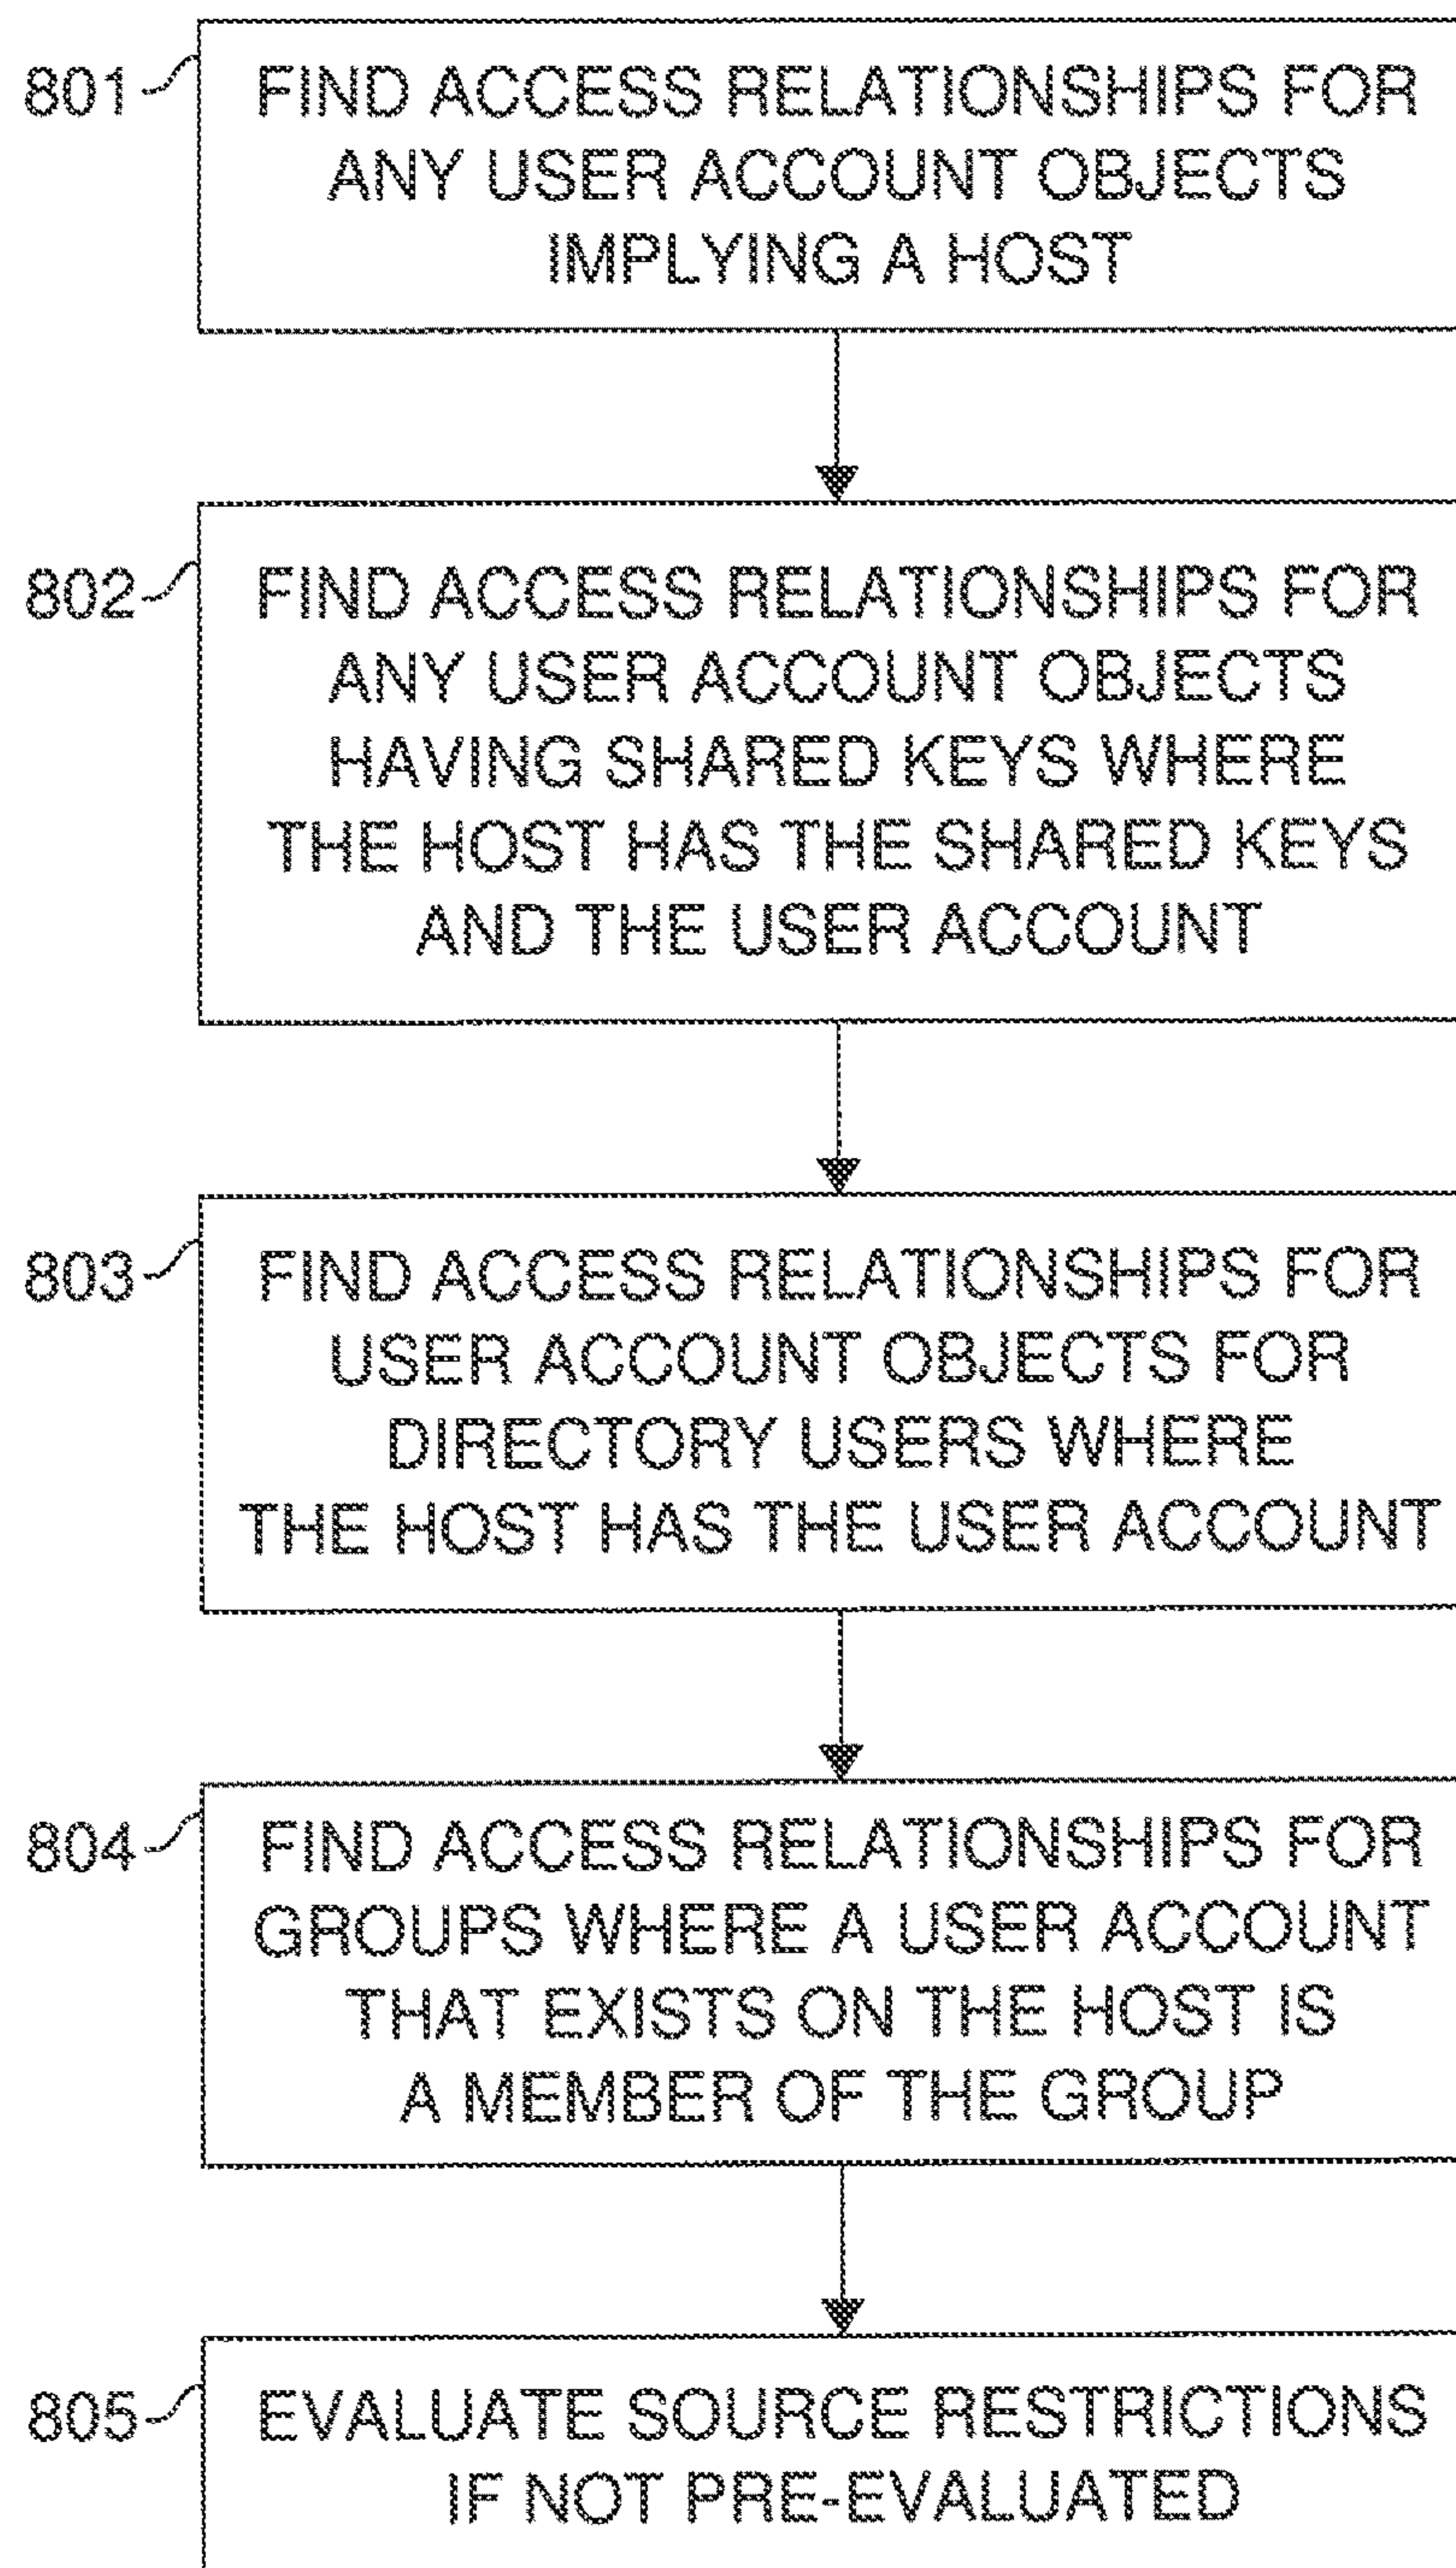 801 FIND ACCESS RELATIONSHIPS FOR
ANY USER ACCOUNT OBJECTS
IMPLYING A HOST
802 FIND ACCESS RELATIONSHIPS FOR
ANY USER ACCOUNT OBJECTS
HAVING SHARED KEYS WHERE
THE HOST HAS THE SHARED KEYS
AND THE USER ACCOUNT
803 FIND ACCESS RELATIONSHIPS FOR
USER ACCOUNT OBJECTS FOR
DIRECTORY USERS WHERE
THE HOST HAS THE USER ACCOUNT
804 FIND ACCESS RELATIONSHIPS FOR
GROUPS WHERE A USER ACCOUNT
THAT EXISTS ON THE HOST IS
A MEMBER OF THE GROUP
805 EVALUATE SOURCE RESTRICTIONS
IF NOT PRE-EVALUATED